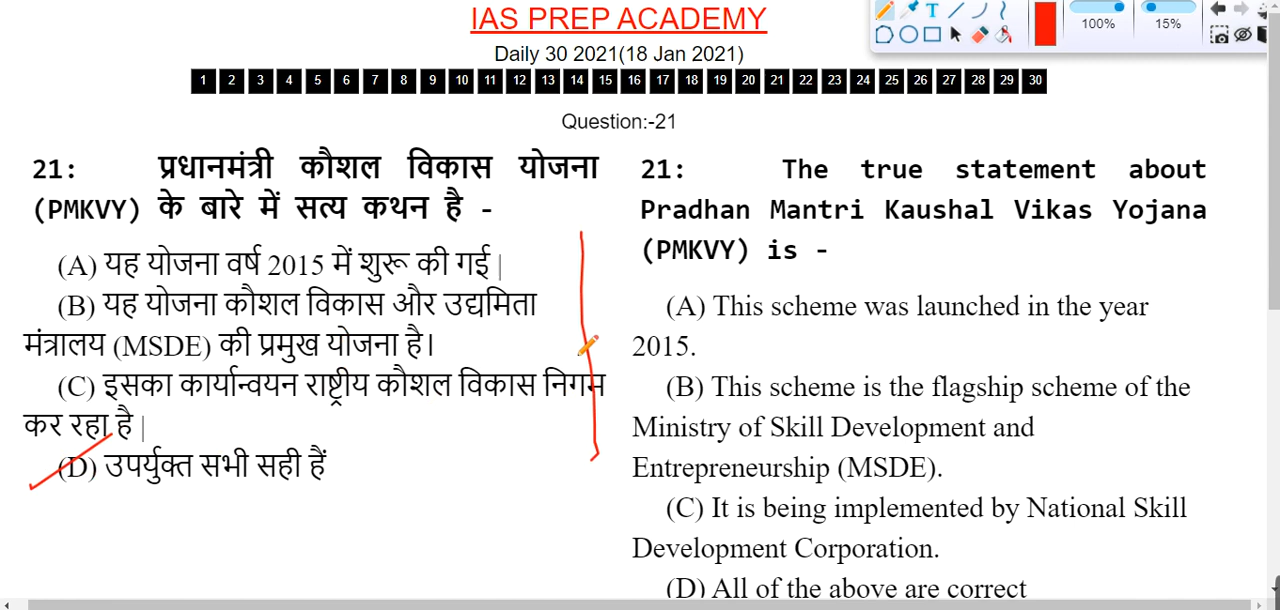 IAS PREP ACADEMY
Daily 30 2021(18 Jan 2021)
1 2 3 4 5 6 7 8 9 10 11 12 13 14 15 16 17 18 19 20 21 22 23 24 25 26 27 28 29 30
100%
15%
Question:-21
21: प्रधानमंत्री कौशल विकास योजना
(PMKVY) के बारे में सत्य कथन है -
(A) यह योजना वर्ष 2015 में शुरू की गई |
(B) यह योजना कौशल विकास और उद्यमिता
मंत्रालय (MSDE) की प्रमुख योजना है।
(C) इसका कार्यान्वयन राष्ट्रीय कौशल विकास निगम
कर रहा है |
(D) उपर्युक्त सभी सही हैं
21: The true statement about
Pradhan Mantri Kaushal Vikas Yojana
(PMKVY) is -
(A) This scheme was launched in the year
2015.
(B) This scheme is the flagship scheme of the
Ministry of Skill Development and
Entrepreneurship (MSDE).
(C) It is being implemented by National Skill
Development Corporation.
(D) All of the above are correct